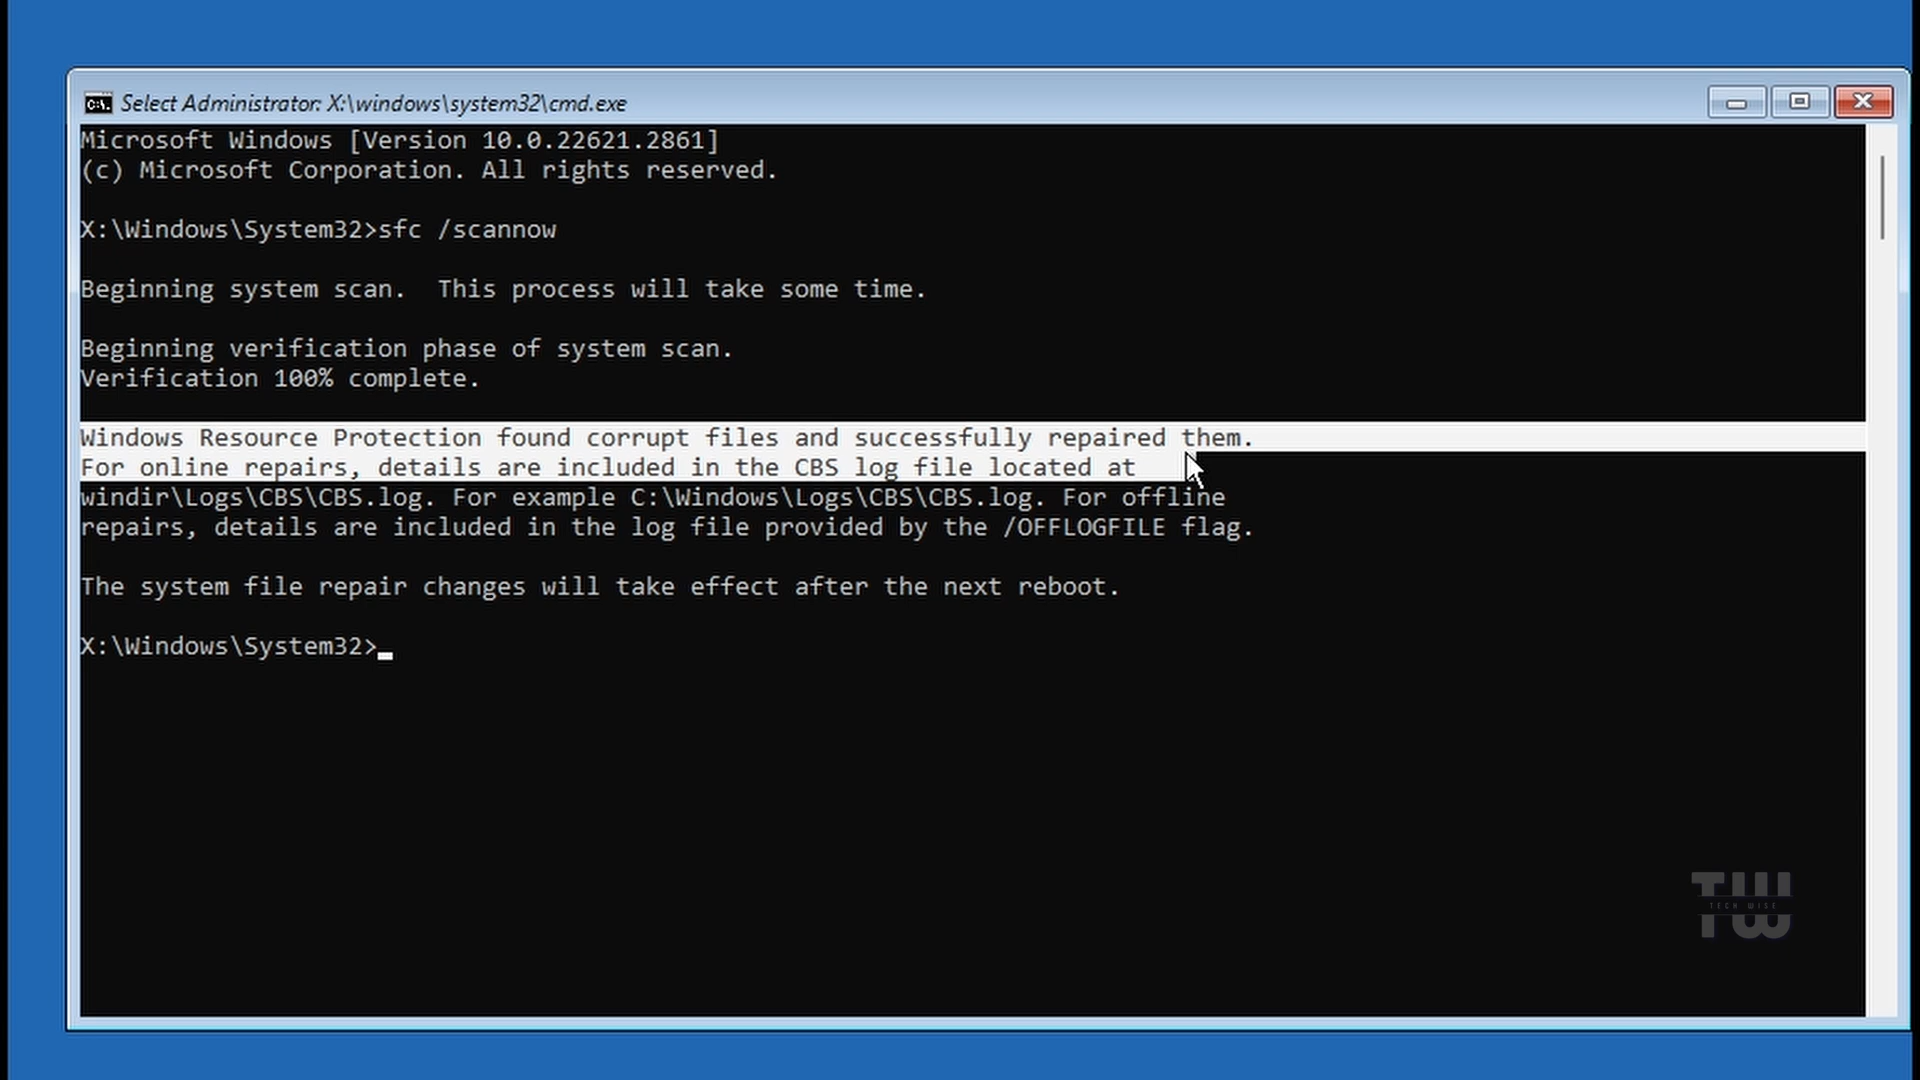 Select Administrator: X:\windows\system32\cmd.exe
Microsoft Windows [Version 10.0.22621.2861]
(c) Microsoft Corporation. All rights reserved.
X:\Windows\System32>sfc /scannow
Beginning system scan.  This process will take some time.
Beginning verification phase of system scan.
Verification 100% complete.
Windows Resource Protection found corrupt files and successfully repaired them.
For online repairs, details are included in the CBS log file located at
windir\Logs\CBS\CBS.log. For example C:\Windows\Logs\CBS\CBS.log. For offline
repairs, details are included in the log file provided by the /OFFLOGFILE flag.
The system file repair changes will take effect after the next reboot.
X:\Windows\System32>
TW
TECH WISE